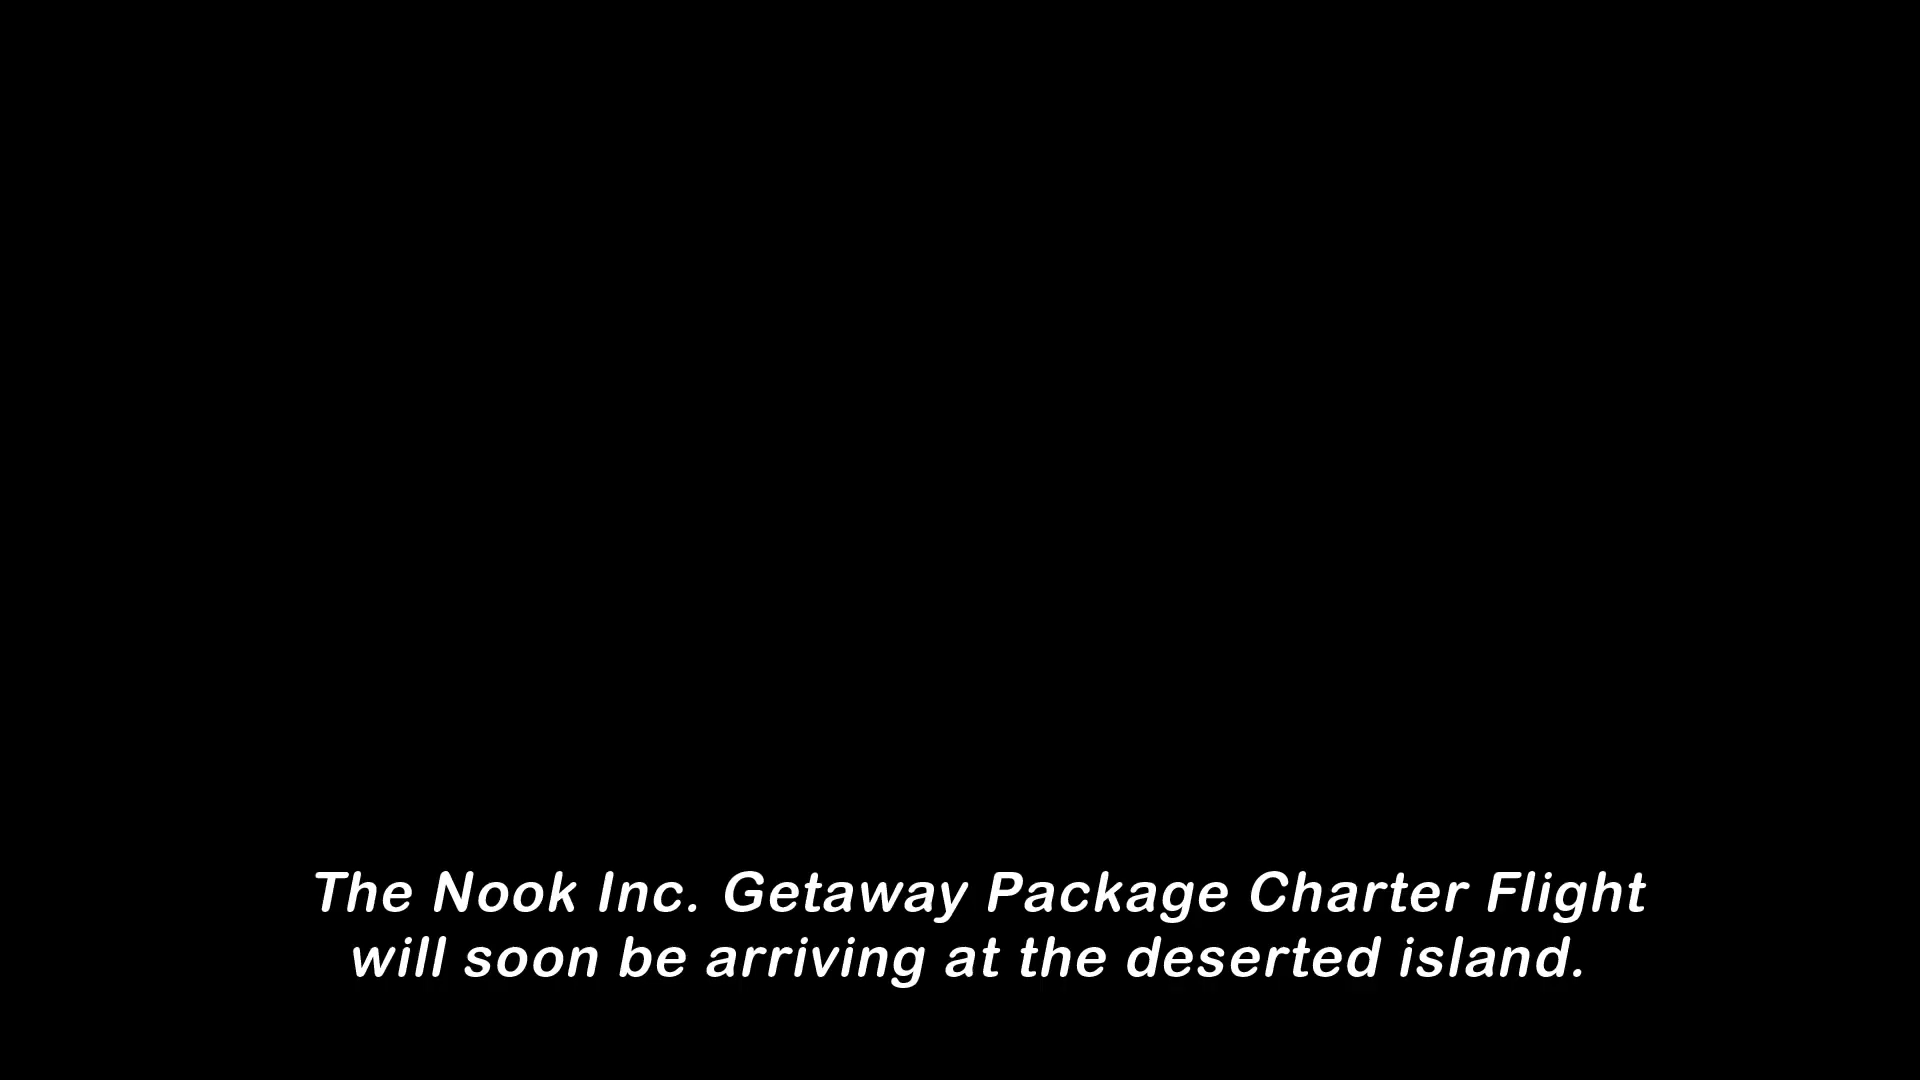 The Nook Inc. Getaway Package Charter Flight
will soon be arriving at the deserted island.